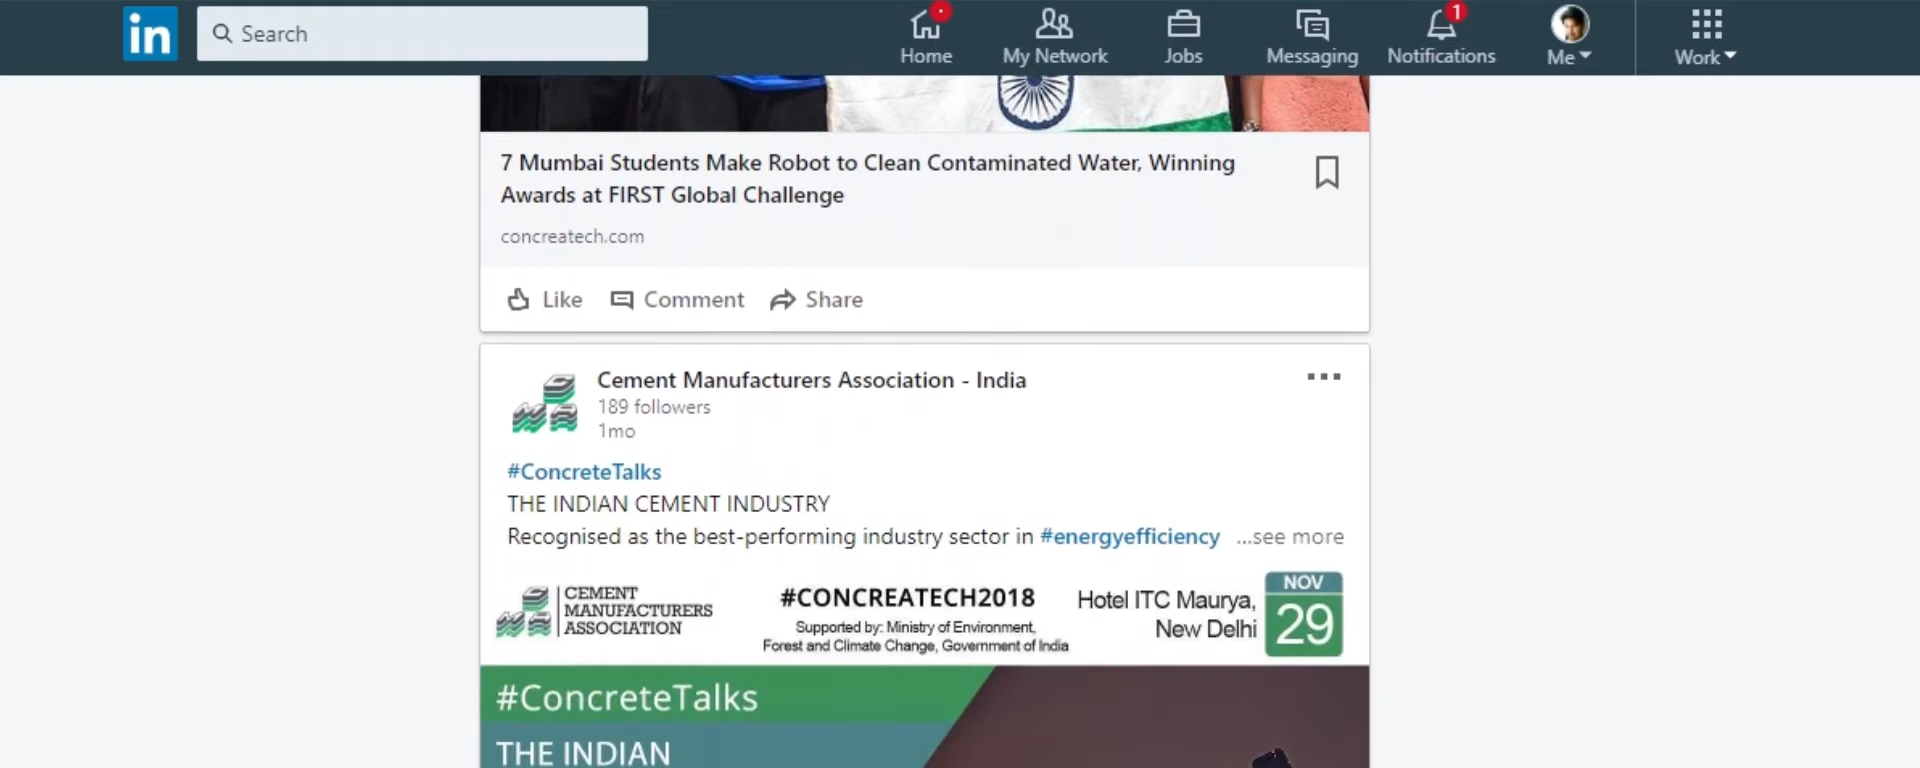 in
Search
Home
My Network
Jobs
Messaging
1
Notifications
Me
Work
7 Mumbai Students Make Robot to Clean Contaminated Water, Winning
Awards at FIRST Global Challenge
concreatech.com
Like
Comment
Share
Cement Manufacturers Association - India
189 followers
1mo
#ConcreteTalks
THE INDIAN CEMENT INDUSTRY
Recognised as the best-performing industry sector in #energyefficiency ...see more
CEMENT
MANUFACTURERS
ASSOCIATION
#CONCREATECH2018
Supported by: Ministry of Environment,
Forest and Climate Change, Government of India
Hotel ITC Maurya,
New Delhi
NOV
29
#ConcreteTalks
THE INDIAN